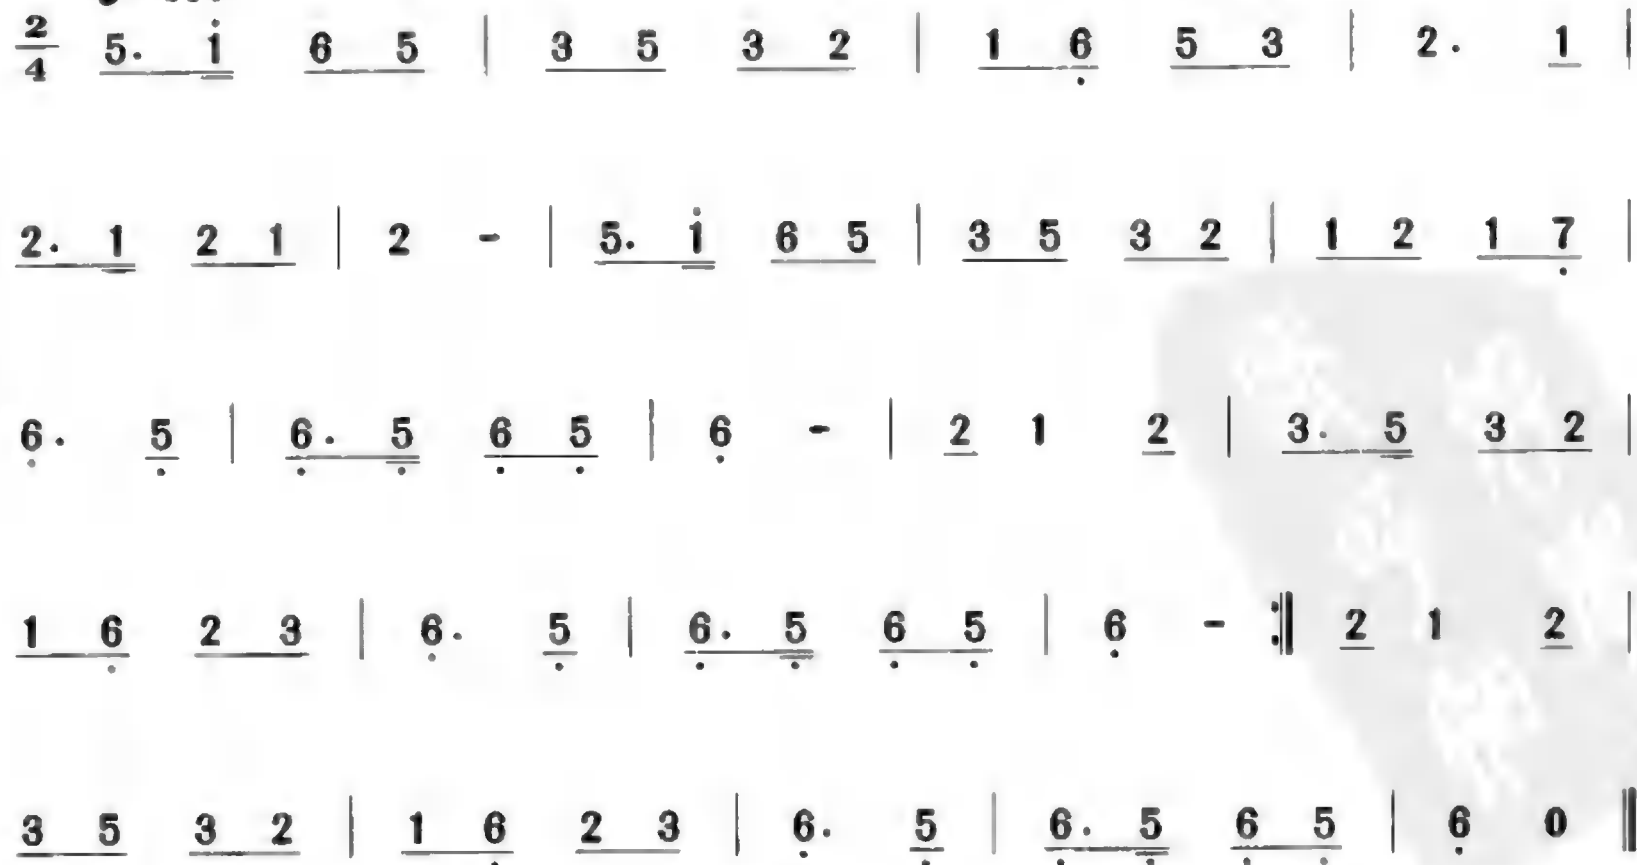 2/4 5. i̇ 6 5 | 3 5 3 2 | 1 6̣ 5 3 | 2. 1 |
2. 1 2 1 | 2 - | 5. i̇ 6 5 | 3 5 3 2 | 1 2 1 7̣ |
6̣. 5̣ | 6̣. 5̣ 6̣ 5̣ | 6̣ - | 2 1 2 | 3. 5 3 2 |
1 6̣ 2 3 | 6̣. 5̣ | 6̣. 5̣ 6̣ 5̣ | 6̣ - :‖ 2 1 2 |
3 5 3 2 | 1 6̣ 2 3 | 6̣. 5̣ | 6̣. 5̣ 6̣ 5̣ | 6̣ 0 ‖